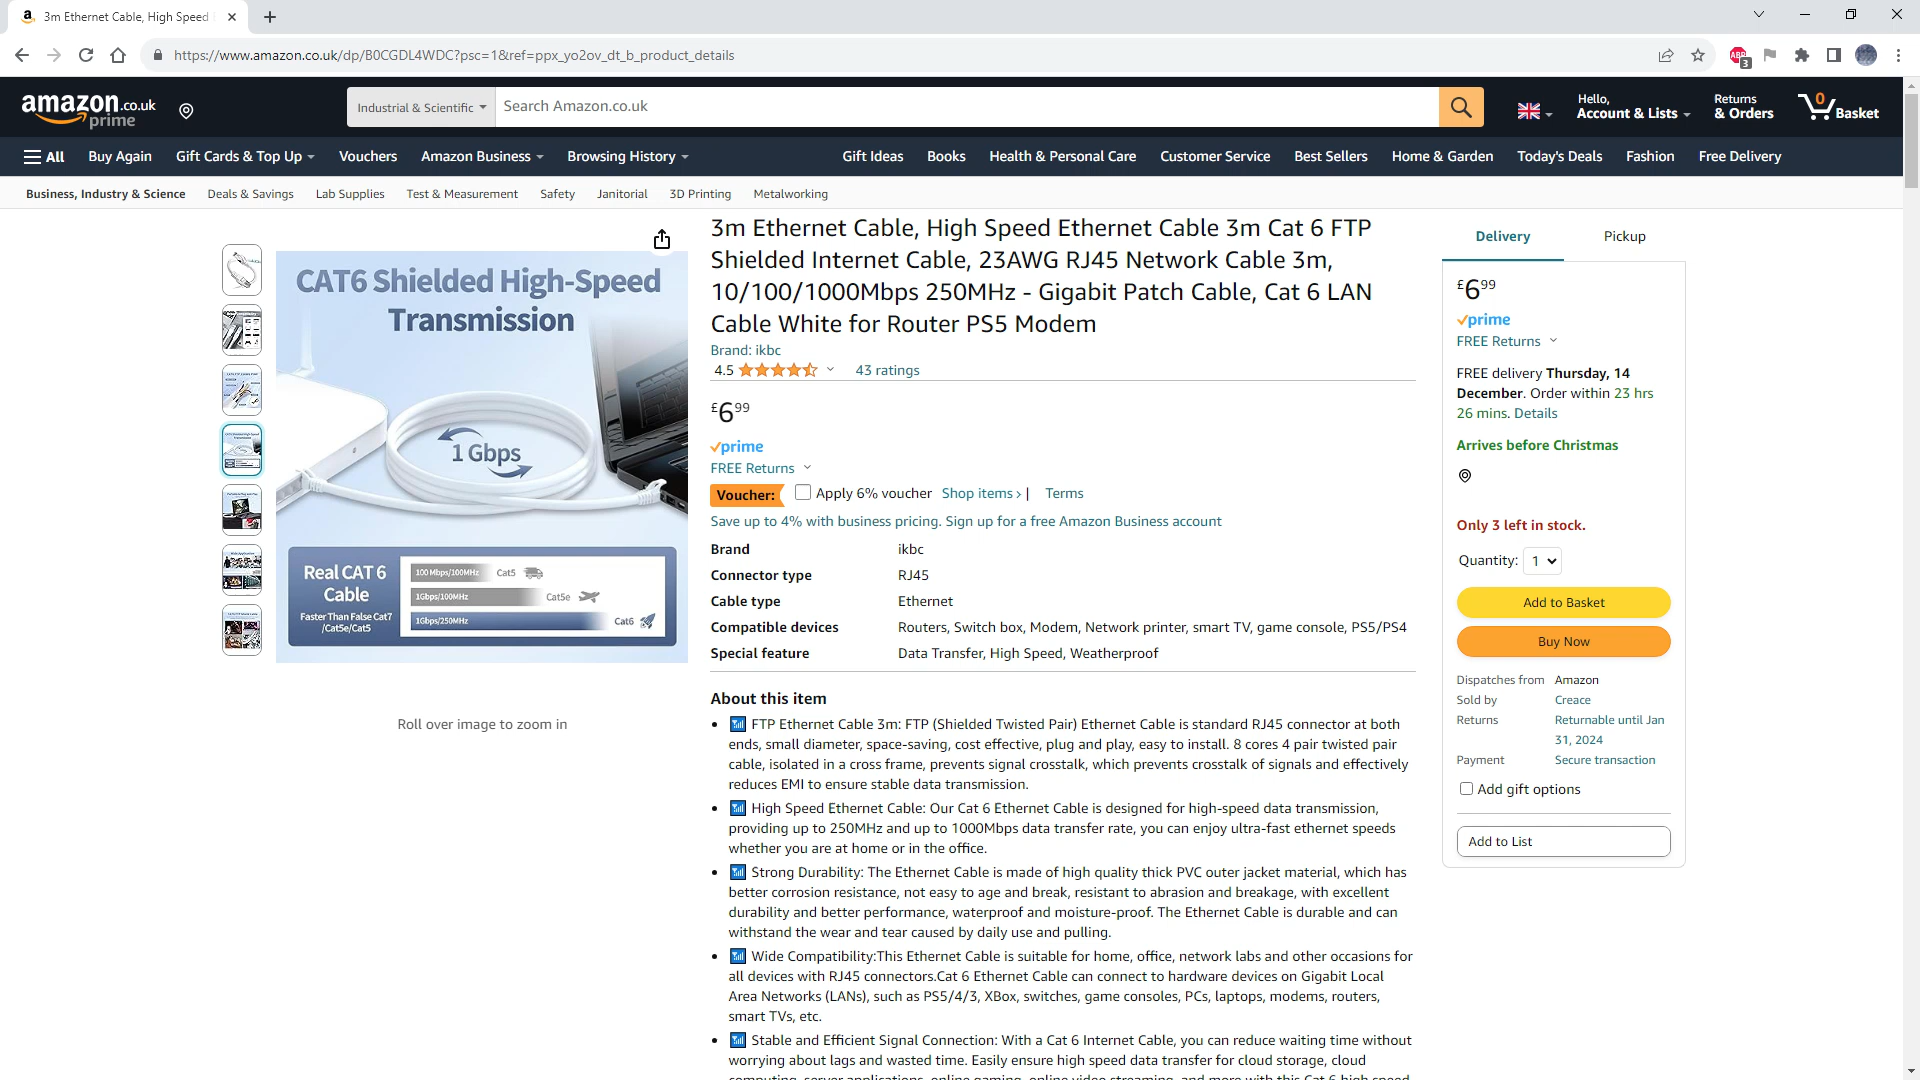 3m Ethernet Cable, High Speed
https://www.amazon.co.uk/dp/B0CGDL4WDC?psc=1&ref=ppx_yo2ov_dt_b_product_details
ABP
3
amazon.co.uk
prime
Industrial & Scientific
Search Amazon.co.uk
Hello,
Account & Lists
Returns
& Orders
0
Basket
All
Buy Again
Gift Cards & Top Up
Vouchers
Amazon Business
Browsing History
Gift Ideas
Books
Health & Personal Care
Customer Service
Best Sellers
Home & Garden
Today's Deals
Fashion
Free Delivery
Business, Industry & Science
Deals & Savings
Lab Supplies
Test & Measurement
Safety
Janitorial
3D Printing
Metalworking
CAT6 Shielded High-Speed
Transmission
1 Gbps
Real CAT 6
Cable
Faster Than False Cat7
/Cat5e/Cat5
100 Mbps/100MHz Cat5
1Gbps/100MHz Cat5e
1Gbps/250MHz Cat6
Roll over image to zoom in
3m Ethernet Cable, High Speed Ethernet Cable 3m Cat 6 FTP
Shielded Internet Cable, 23AWG RJ45 Network Cable 3m,
10/100/1000Mbps 250MHz - Gigabit Patch Cable, Cat 6 LAN
Cable White for Router PS5 Modem
Brand: ikbc
4.5
43 ratings
£6.99
prime
FREE Returns
Voucher:
Apply 6% voucher Shop items › | Terms
Save up to 4% with business pricing. Sign up for a free Amazon Business account
Brand ikbc
Connector type RJ45
Cable type Ethernet
Compatible devices Routers, Switch box, Modem, Network printer, smart TV, game console, PS5/PS4
Special feature Data Transfer, High Speed, Weatherproof
About this item
FTP Ethernet Cable 3m: FTP (Shielded Twisted Pair) Ethernet Cable is standard RJ45 connector at both
ends, small diameter, space-saving, cost effective, plug and play, easy to install. 8 cores 4 pair twisted pair
cable, isolated in a cross frame, prevents signal crosstalk, which prevents crosstalk of signals and effectively
reduces EMI to ensure stable data transmission.
High Speed Ethernet Cable: Our Cat 6 Ethernet Cable is designed for high-speed data transmission,
providing up to 250MHz and up to 1000Mbps data transfer rate, you can enjoy ultra-fast ethernet speeds
whether you are at home or in the office.
Strong Durability: The Ethernet Cable is made of high quality thick PVC outer jacket material, which has
better corrosion resistance, not easy to age and break, resistant to abrasion and breakage, with excellent
durability and better performance, waterproof and moisture-proof. The Ethernet Cable is durable and can
withstand the wear and tear caused by daily use and pulling.
Wide Compatibility:This Ethernet Cable is suitable for home, office, network labs and other occasions for
all devices with RJ45 connectors.Cat 6 Ethernet Cable can connect to hardware devices on Gigabit Local
Area Networks (LANs), such as PS5/4/3, XBox, switches, game consoles, PCs, laptops, modems, routers,
smart TVs, etc.
Stable and Efficient Signal Connection: With a Cat 6 Internet Cable, you can reduce waiting time without
worrying about lags and wasted time. Easily ensure high speed data transfer for cloud storage, cloud
computing, server applications, online gaming, online video streaming, and more with this Cat 6 high speed
Delivery
Pickup
£6.99
prime
FREE Returns
FREE delivery Thursday, 14
December. Order within 23 hrs
26 mins. Details
Arrives before Christmas
Only 3 left in stock.
Quantity: 1
Add to Basket
Buy Now
Dispatches from Amazon
Sold by Creace
Returns Returnable until Jan
31, 2024
Payment Secure transaction
Add gift options
Add to List